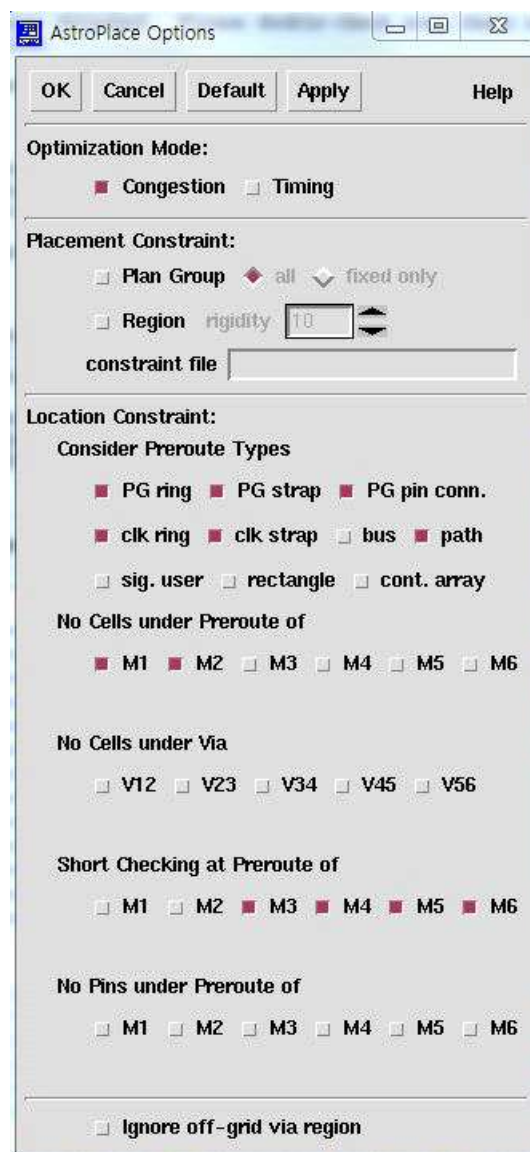 AstroPlace Options
OK Cancel Default Apply Help
Optimization Mode:
Congestion Timing
Placement Constraint:
Plan Group all fixed only
Region rigidity 10
constraint file
Location Constraint:
Consider Preroute Types
PG ring PG strap PG pin conn.
clk ring clk strap bus path
sig. user rectangle cont. array
No Cells under Preroute of
M1 M2 M3 M4 M5 M6
No Cells under Via
V12 V23 V34 V45 V56
Short Checking at Preroute of
M1 M2 M3 M4 M5 M6
No Pins under Preroute of
M1 M2 M3 M4 M5 M6
Ignore off-grid via region